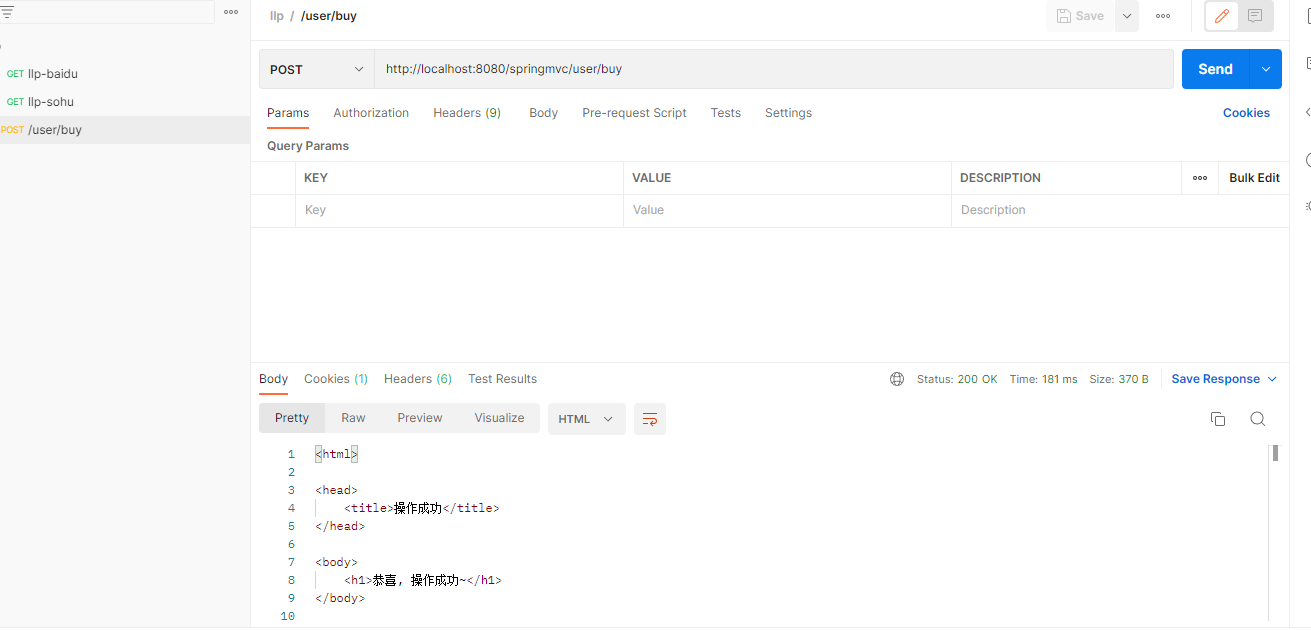 llp / /user/buy
Save
GET llp-baidu
GET llp-sohu
POST /user/buy
POST http://localhost:8080/springmvc/user/buy Send
Params Authorization Headers (9) Body Pre-request Script Tests Settings Cookies
Query Params
KEY VALUE DESCRIPTION Bulk Edit
Key Value Description
Body Cookies (1) Headers (6) Test Results Status: 200 OK Time: 181 ms Size: 370 B Save Response
Pretty Raw Preview Visualize HTML
1 <html>
2
3 <head>
4 <title>操作成功</title>
5 </head>
6
7 <body>
8 <h1>恭喜, 操作成功~</h1>
9 </body>
10